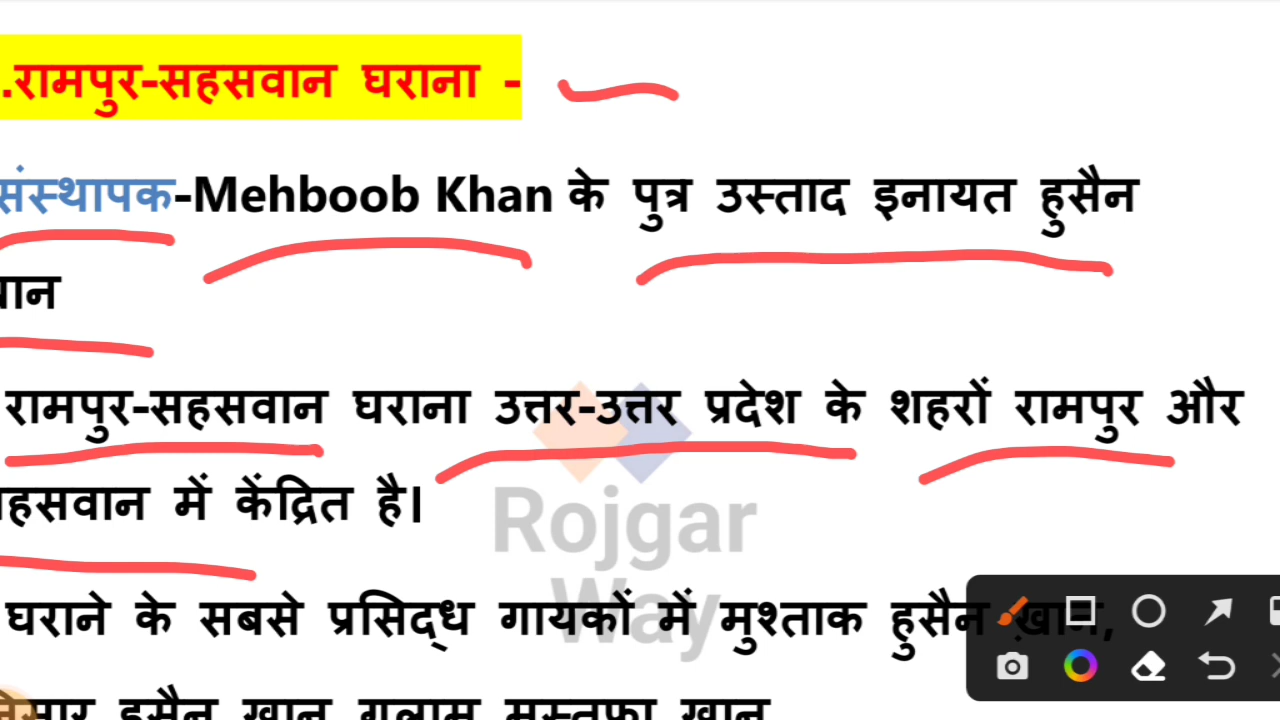 .रामपुर-सहसवान घराना -
संस्थापक-Mehboob Khan के पुत्र उस्ताद इनायत हुसैन
रामपुर-सहसवान घराना उत्तर-उत्तर प्रदेश के शहरों रामपुर और
में केंद्रित है।
Rojgar
घराने के सबसे प्रसिद्ध गायकों में मुश्ताक हुसैन ख़ान,
Way
हुसैन खान गुलाम मुस्तफा खान